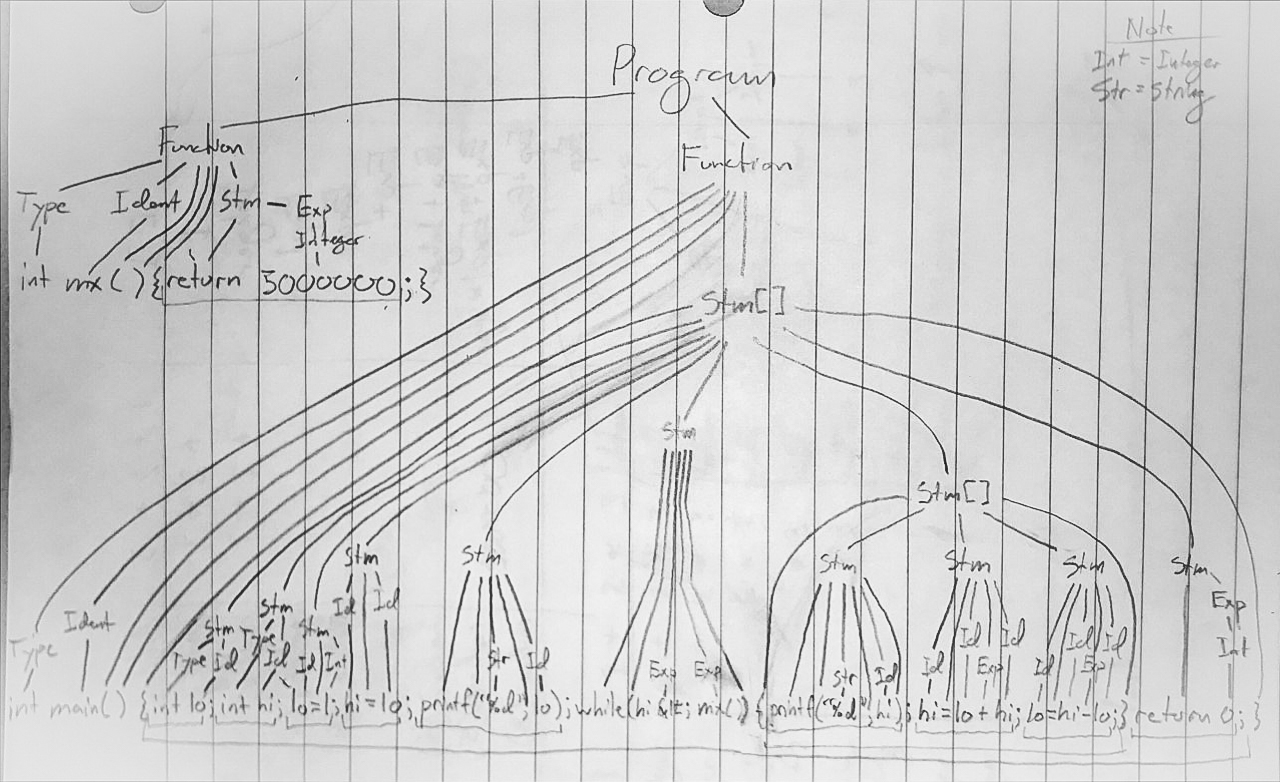 Note
Int = Integer
Str = String
Program
Function
Function
Type Ident Stm Exp
Integer
int mx(){return 5000000;}
Stm[]
Stm
Stm[]
Stm Stm Stm Stm Stm Stm
Stm Id Id Exp
Ident Stm Type Stm Id Id Id Id Int
Type Type Id Id Id Int Str Id Exp Exp Str Id Id Exp Id Exp
int main() {int lo; int hi; lo=1; hi=lo; printf("%d", lo); while(hi mx()) {printf("%d", hi); hi=lo+hi; lo=hi-lo;} return 0;}